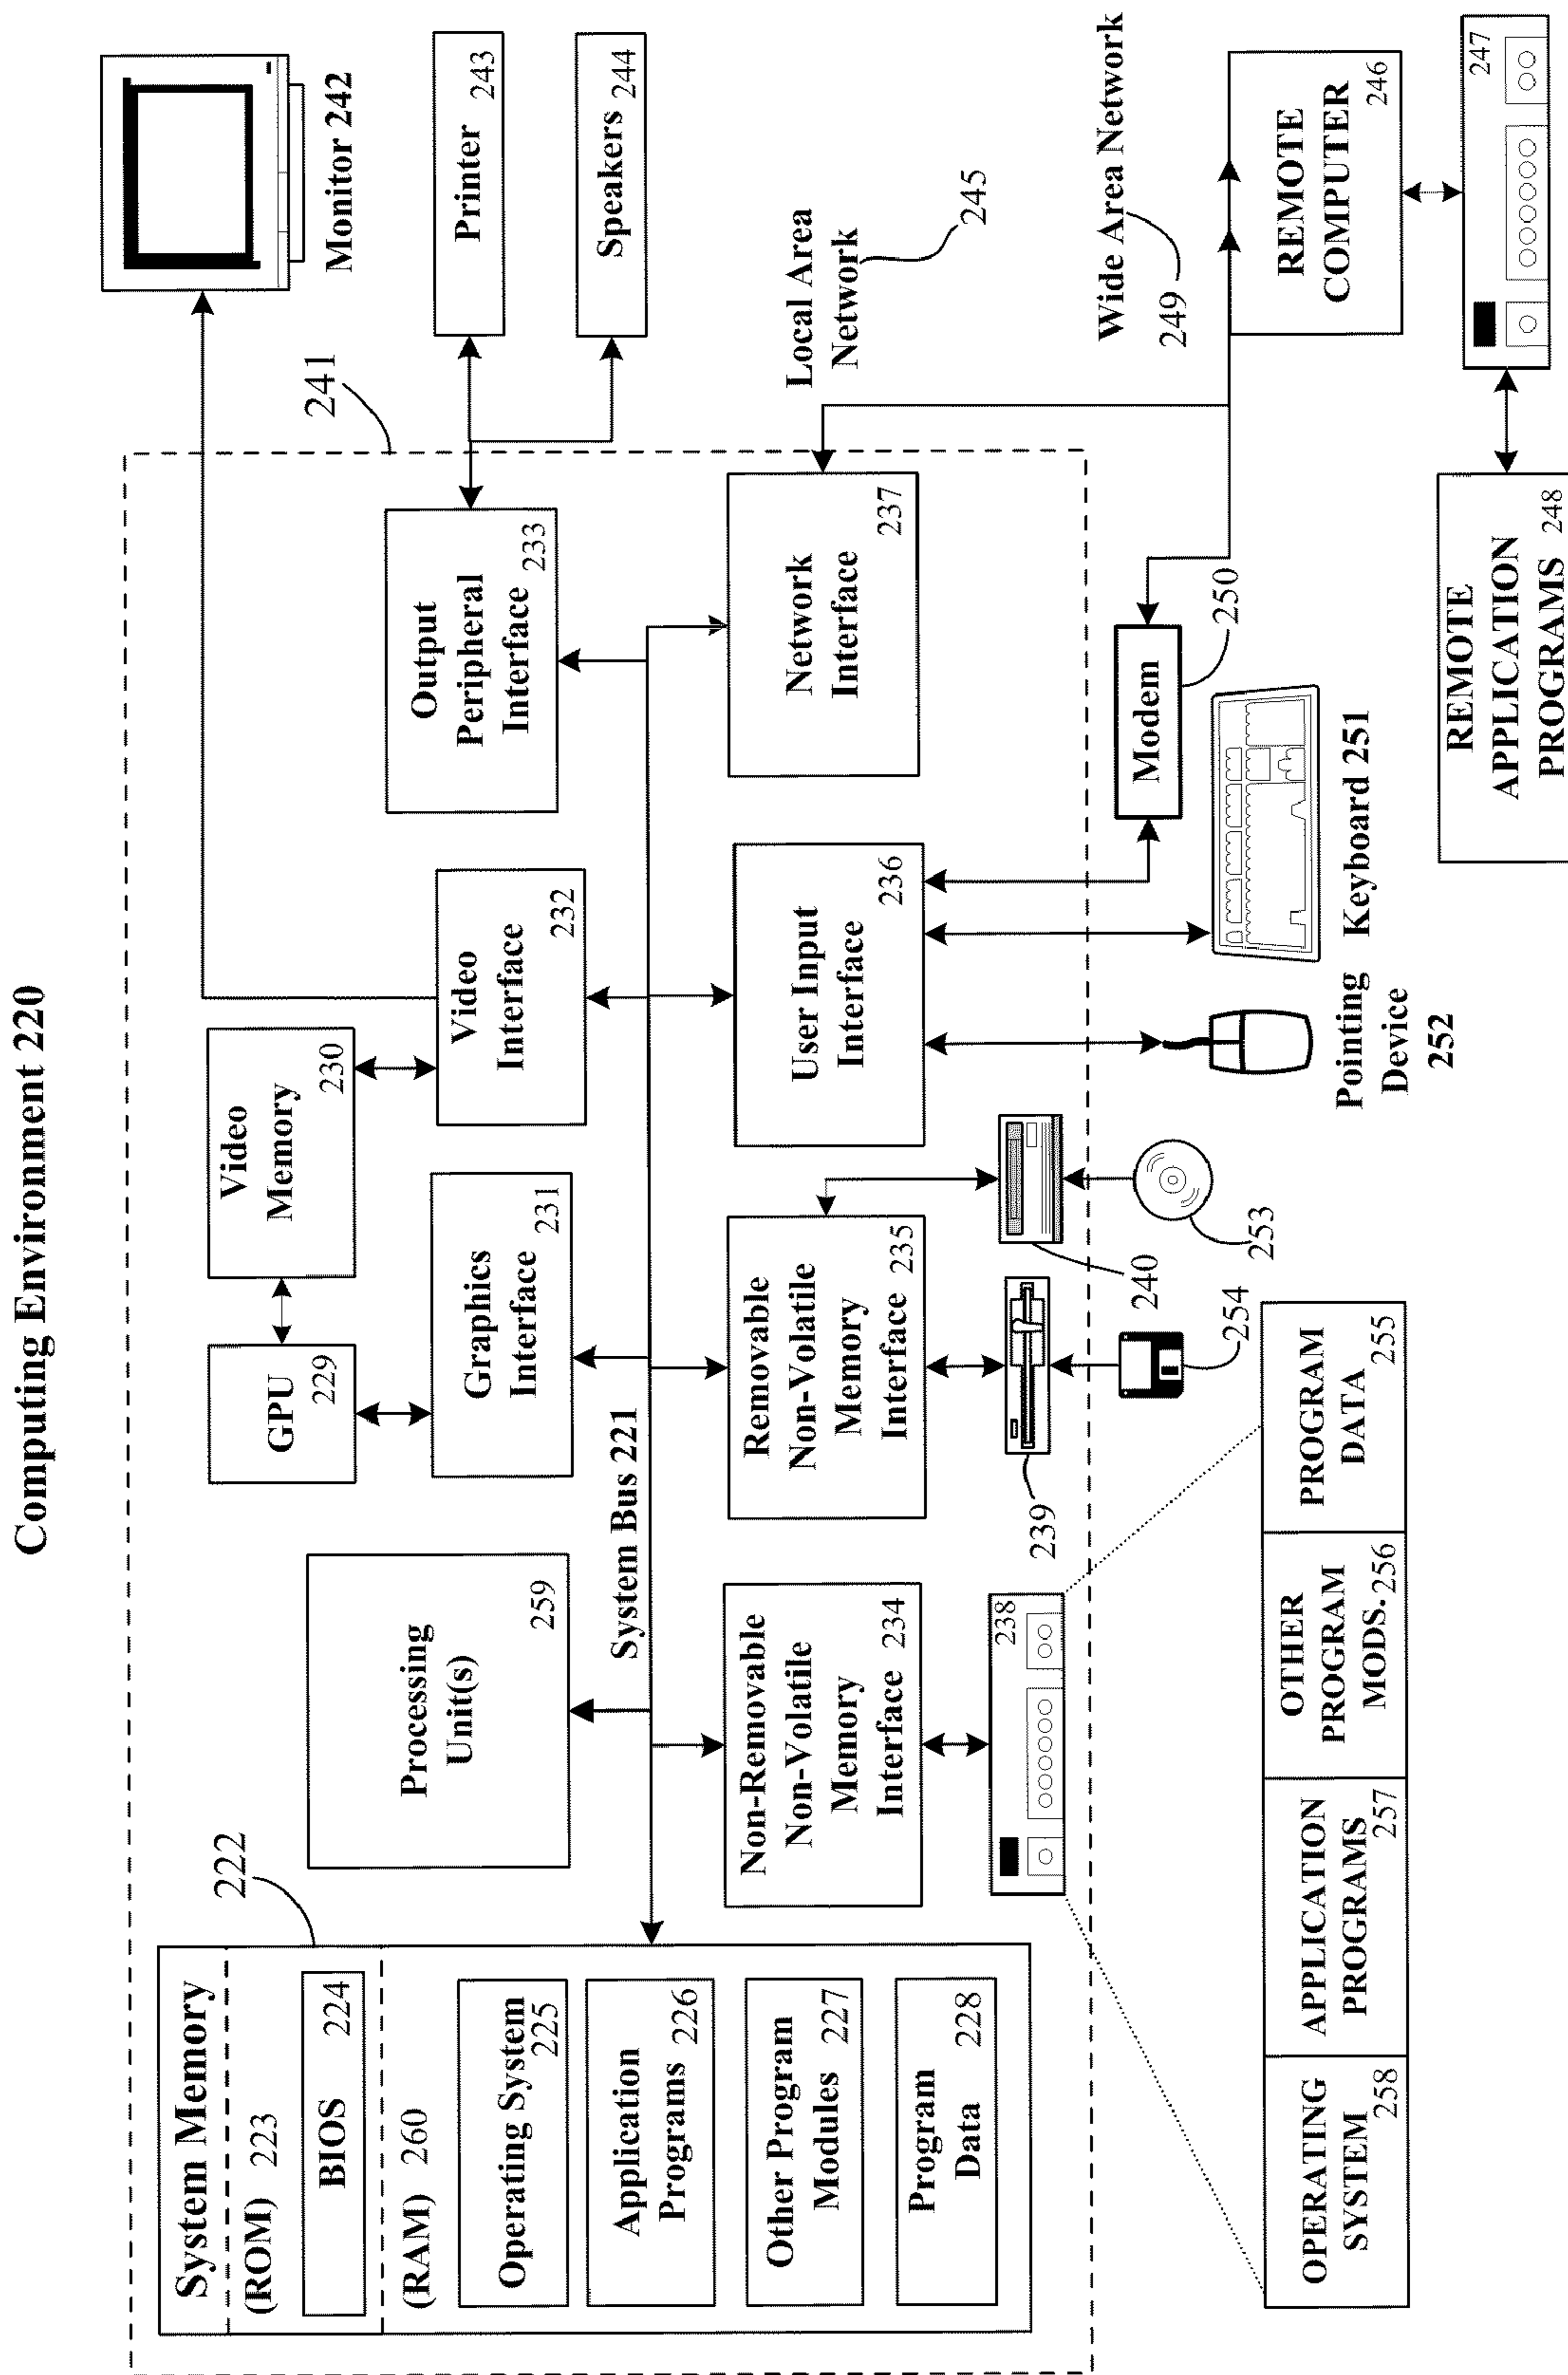 Computing Environment 220
System Memory
(ROM) 223
BIOS 224
(RAM) 260
Operating System
225
Application
Programs 226
Other Program
Modules 227
Program
Data 228
222
Processing
Unit(s)
259
System Bus 221
GPU
229
Video
Memory
230
Graphics
Interface
231
Video
Interface
232
Output
Peripheral
Interface
233
241
Monitor 242
Printer
243
Speakers
244
Non-Removable
Non-Volatile
Memory
Interface 234
Removable
Non-Volatile
Memory
Interface 235
User Input
Interface
236
Network
Interface
237
Local Area
Network
245
238
239
240
254
253
Pointing
Device
252
Keyboard 251
Modem
250
Wide Area Network
249
REMOTE
COMPUTER
246
247
REMOTE
APPLICATION
PROGRAMS 248
OPERATING
SYSTEM
258
APPLICATION
PROGRAMS
257
OTHER
PROGRAM
MODS. 256
PROGRAM
DATA
255